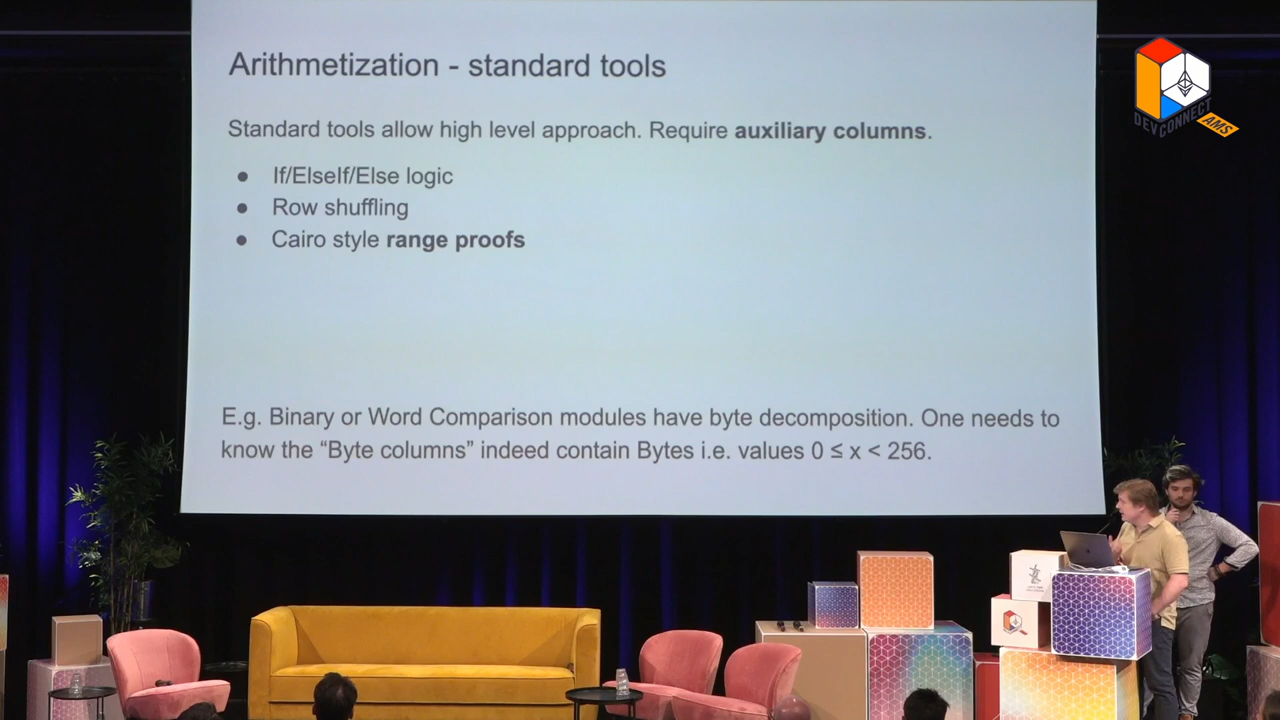 Arithmetization - standard tools
Standard tools allow high level approach. Require auxiliary columns.
● If/ElseIf/Else logic
● Row shuffling
● Cairo style range proofs
E.g. Binary or Word Comparison modules have byte decomposition. One needs to
know the “Byte columns” indeed contain Bytes i.e. values 0 ≤ x < 256.
DEVCONNECT
AMS